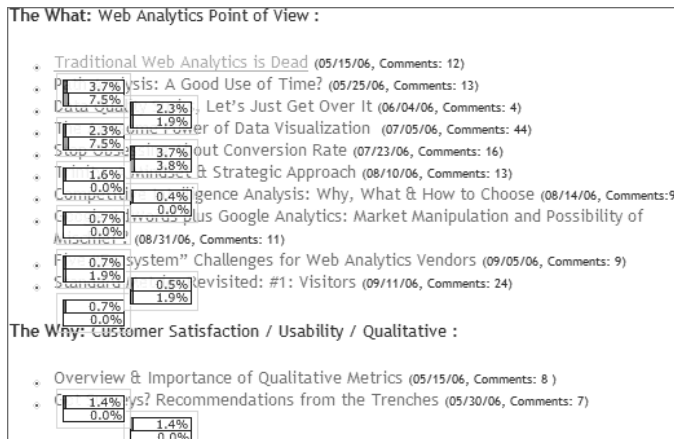 The What: Web Analytics Point of View :
Traditional Web Analytics is Dead (05/15/06, Comments: 12)
ysis: A Good Use of Time? (05/25/06, Comments: 13)
3.7%
7.5%
Let's Just Get Over It (06/04/06, Comments: 4)
2.3%
1.9%
Power of Data Visualization (07/05/06, Comments: 44)
2.3%
7.5%
out Conversion Rate (07/23/06, Comments: 16)
3.7%
3.8%
& Strategic Approach (08/10/06, Comments: 13)
1.6%
0.0%
igence Analysis: Why, What & How to Choose (08/14/06, Comments:9
0.4%
0.0%
plus Google Analytics: Market Manipulation and Possibility of
0.7%
0.0%
(08/31/06, Comments: 11)
system” Challenges for Web Analytics Vendors (09/05/06, Comments: 9)
0.7%
1.9%
Revisited: #1: Visitors (09/11/06, Comments: 24)
0.5%
1.9%
0.7%
0.0%
The Why: Customer Satisfaction / Usability / Qualitative :
Overview & Importance of Qualitative Metrics (05/15/06, Comments: 8 )
eys? Recommendations from the Trenches (05/30/06, Comments: 7)
1.4%
0.0%
1.4%
0.0%